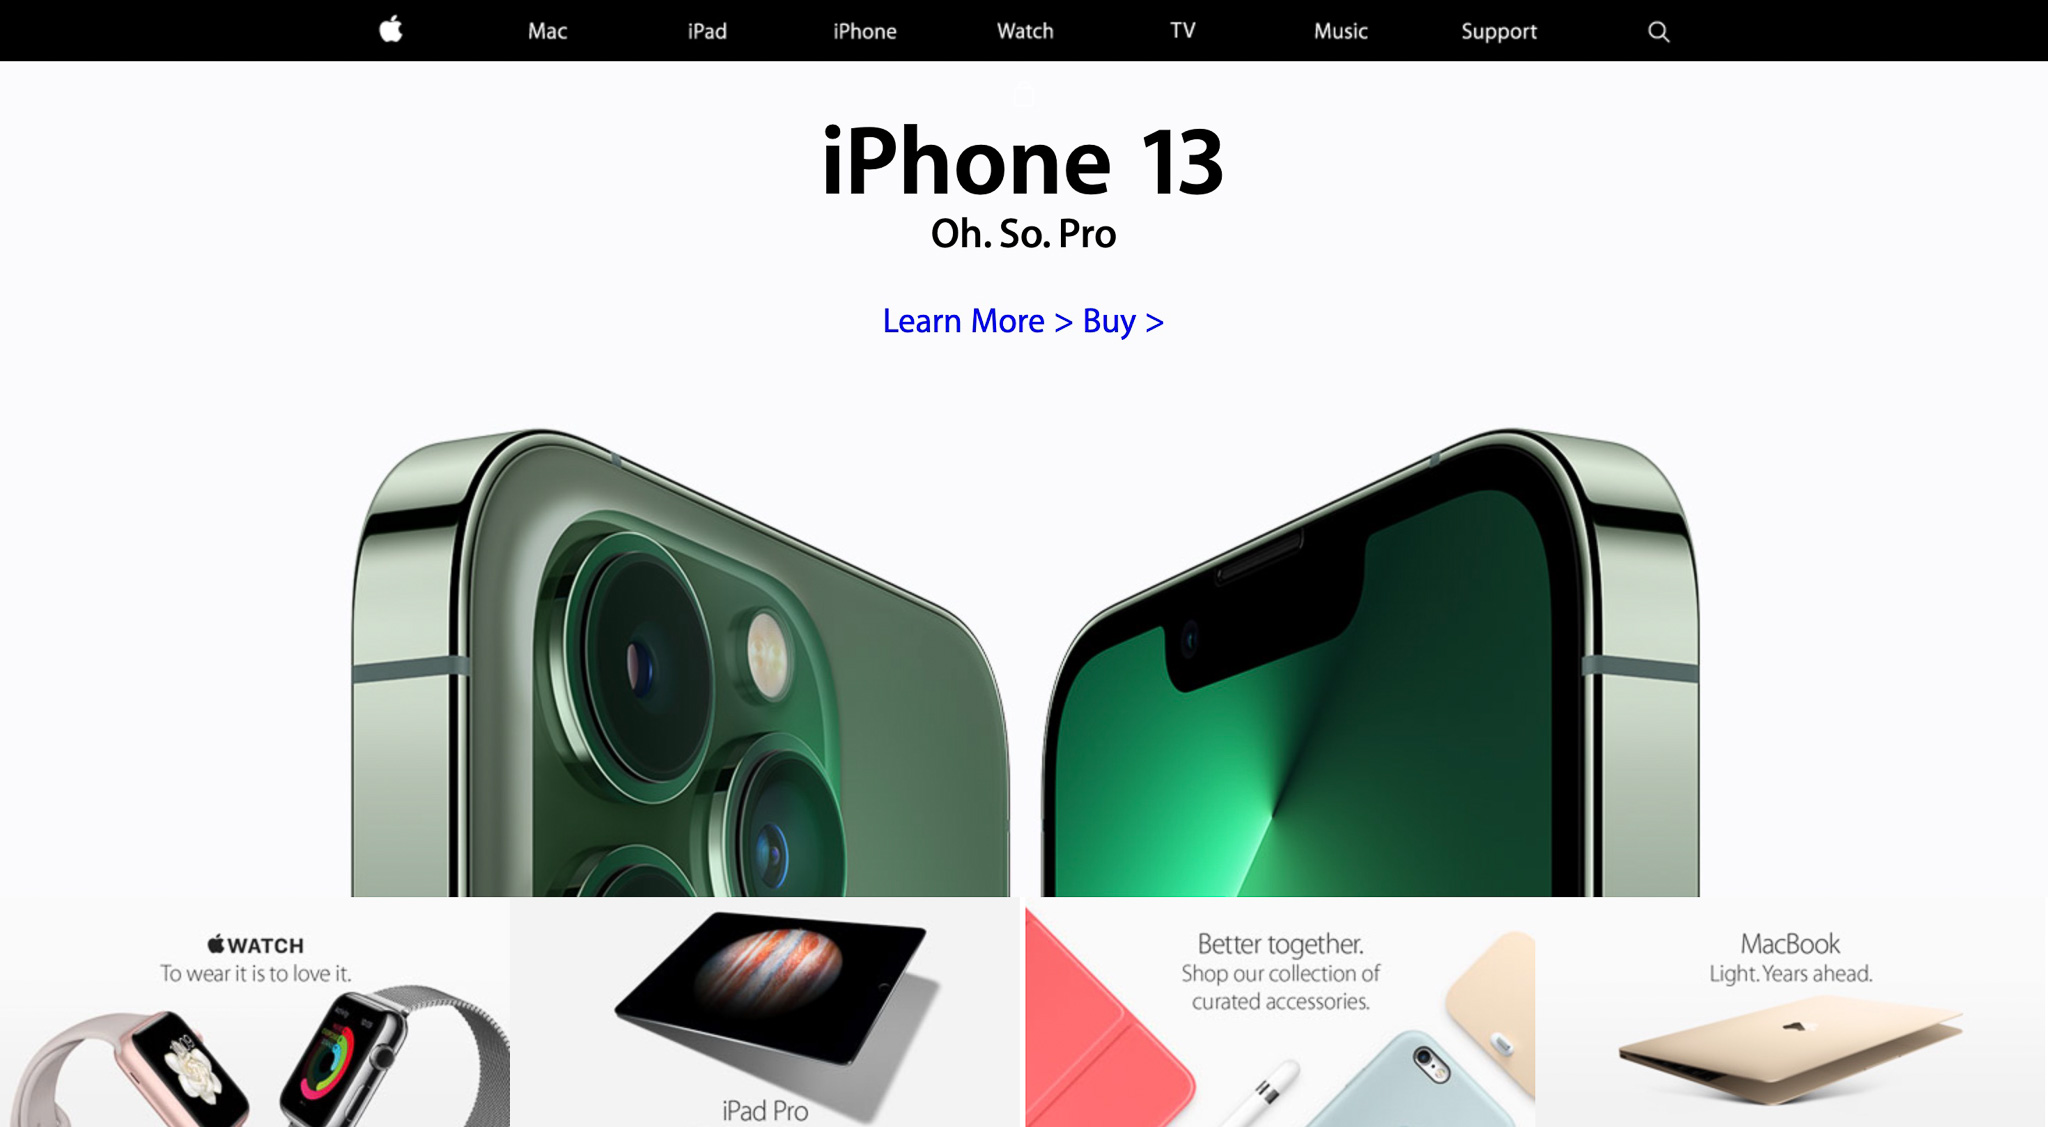 Mac iPad iPhone Watch TV Music Support
iPhone 13
Oh. So. Pro
Learn More > Buy >
WATCH
To wear it is to love it.
iPad Pro
Better together.
Shop our collection of
curated accessories.
MacBook
Light. Years ahead.